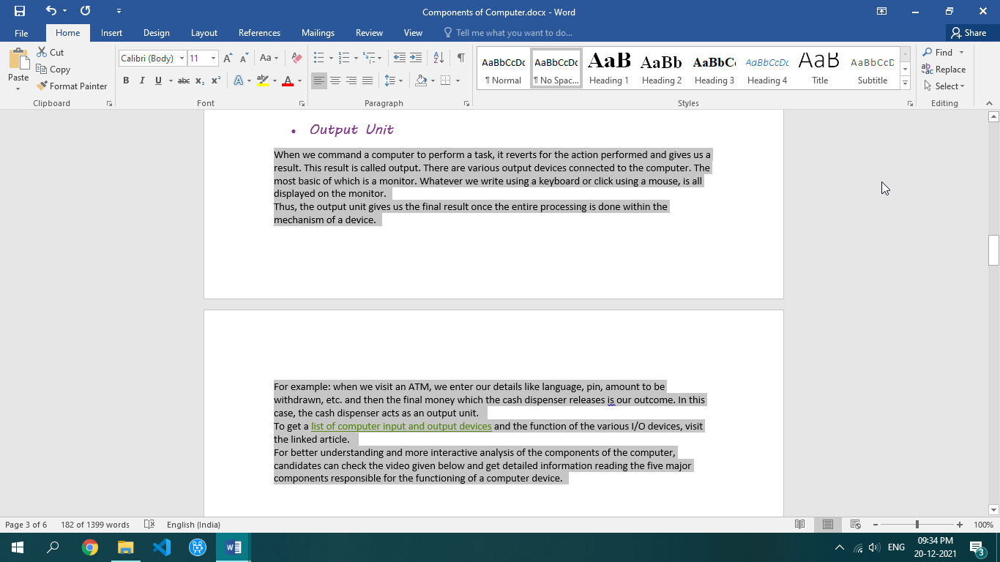 Components of Computer.docx - Word
File Home Insert Design Layout References Mailings Review View Tell me what you want to do... Share
Paste
Cut
Copy
Format Painter
Clipboard
Calibri (Body) 11 Aa
B I U abc x₂ x² A ab A
Font
Paragraph
AaBbCcDc AaBbCcDc AaB AaBb AaBbC AaBbCcDc AaB AaBbCcD
¶ Normal ¶ No Spac... Heading 1 Heading 2 Heading 3 Heading 4 Title Subtitle
Styles
Find
Replace
Select
Editing
• Output Unit
When we command a computer to perform a task, it reverts for the action performed and gives us a
result. This result is called output. There are various output devices connected to the computer. The
most basic of which is a monitor. Whatever we write using a keyboard or click using a mouse, is all
displayed on the monitor.
Thus, the output unit gives us the final result once the entire processing is done within the
mechanism of a device.
For example: when we visit an ATM, we enter our details like language, pin, amount to be
withdrawn, etc. and then the final money which the cash dispenser releases is our outcome. In this
case, the cash dispenser acts as an output unit.
To get a list of computer input and output devices and the function of the various I/O devices, visit
the linked article.
For better understanding and more interactive analysis of the components of the computer,
candidates can check the video given below and get detailed information reading the five major
components responsible for the functioning of a computer device.
Page 3 of 6 182 of 1399 words English (India) 100%
ENG
09:34 PM
20-12-2021
3